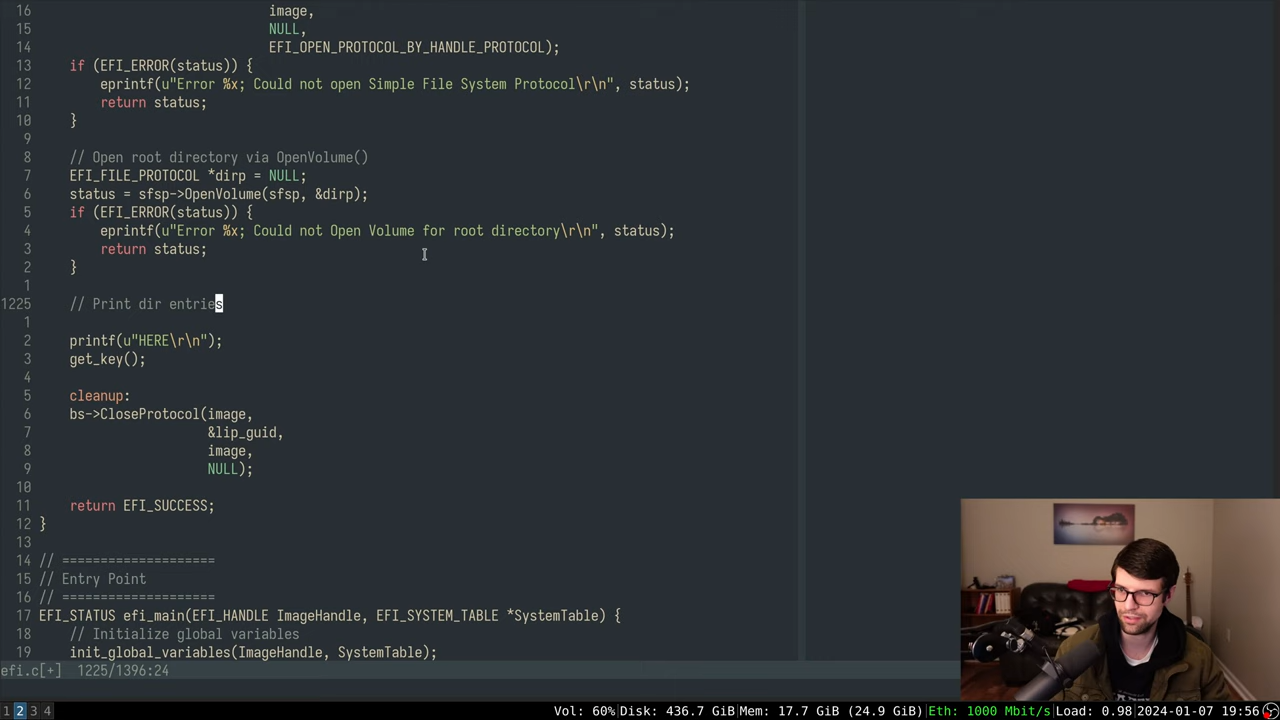 16                               image,
15                               NULL,
14                               EFI_OPEN_PROTOCOL_BY_HANDLE_PROTOCOL);
13     if (EFI_ERROR(status)) {
12         eprintf(u"Error %x; Could not open Simple File System Protocol\r\n", status);
11         return status;
10     }
9
8     // Open root directory via OpenVolume()
7     EFI_FILE_PROTOCOL *dirp = NULL;
6     status = sfsp->OpenVolume(sfsp, &dirp);
5     if (EFI_ERROR(status)) {
4         eprintf(u"Error %x; Could not Open Volume for root directory\r\n", status);
3         return status;
2     }
1
1225     // Print dir entries
1
2     printf(u"HERE\r\n");
3     get_key();
4
5     cleanup:
6     bs->CloseProtocol(image,
7                       &lip_guid,
8                       image,
9                       NULL);
10
11     return EFI_SUCCESS;
12 }
13
14 // ====================
15 // Entry Point
16 // ====================
17 EFI_STATUS efi_main(EFI_HANDLE ImageHandle, EFI_SYSTEM_TABLE *SystemTable) {
18     // Initialize global variables
19     init_global_variables(ImageHandle, SystemTable);
efi.c[+]  1225/1396:24
1 2 3 4
Vol: 60%|Disk: 436.7 GiB|Mem: 17.7 GiB (24.9 GiB)|Eth: 1000 Mbit/s|Load: 0.98|2024-01-07 19:56